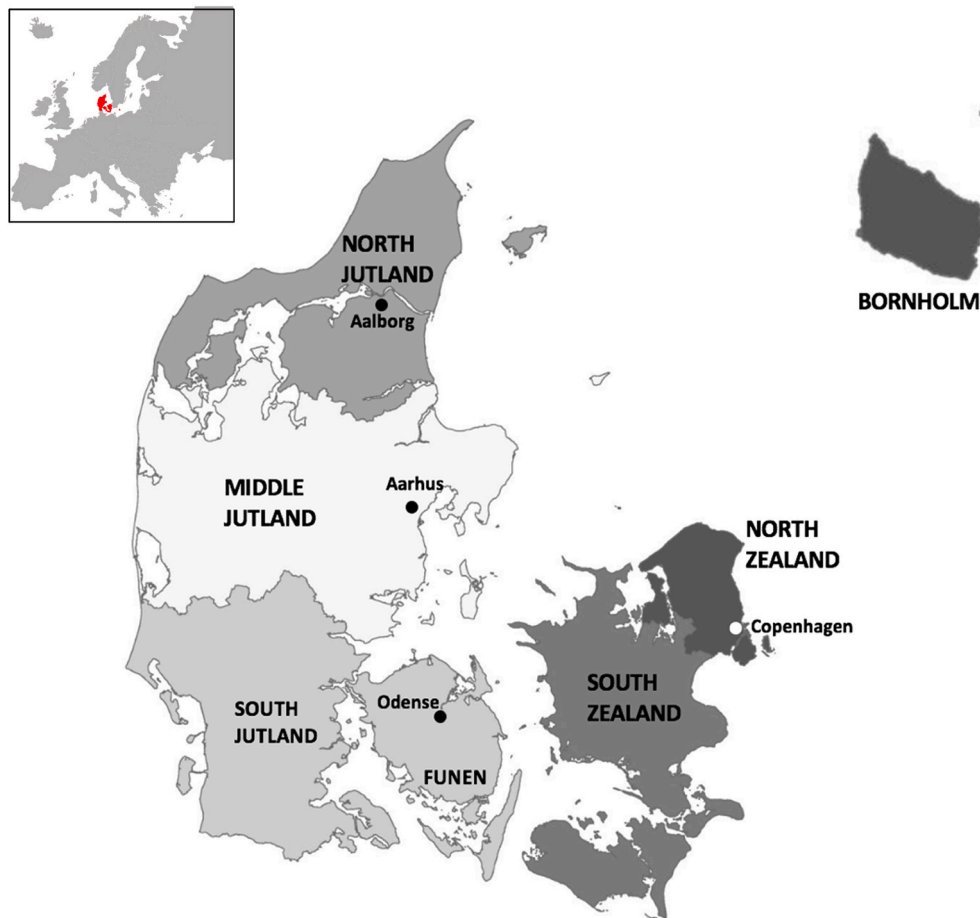 NORTH
JUTLAND
Aalborg
BORNHOLM
MIDDLE
JUTLAND
Aarhus
NORTH
ZEALAND
Copenhagen
SOUTH
ZEALAND
Odense
SOUTH
JUTLAND
FUNEN